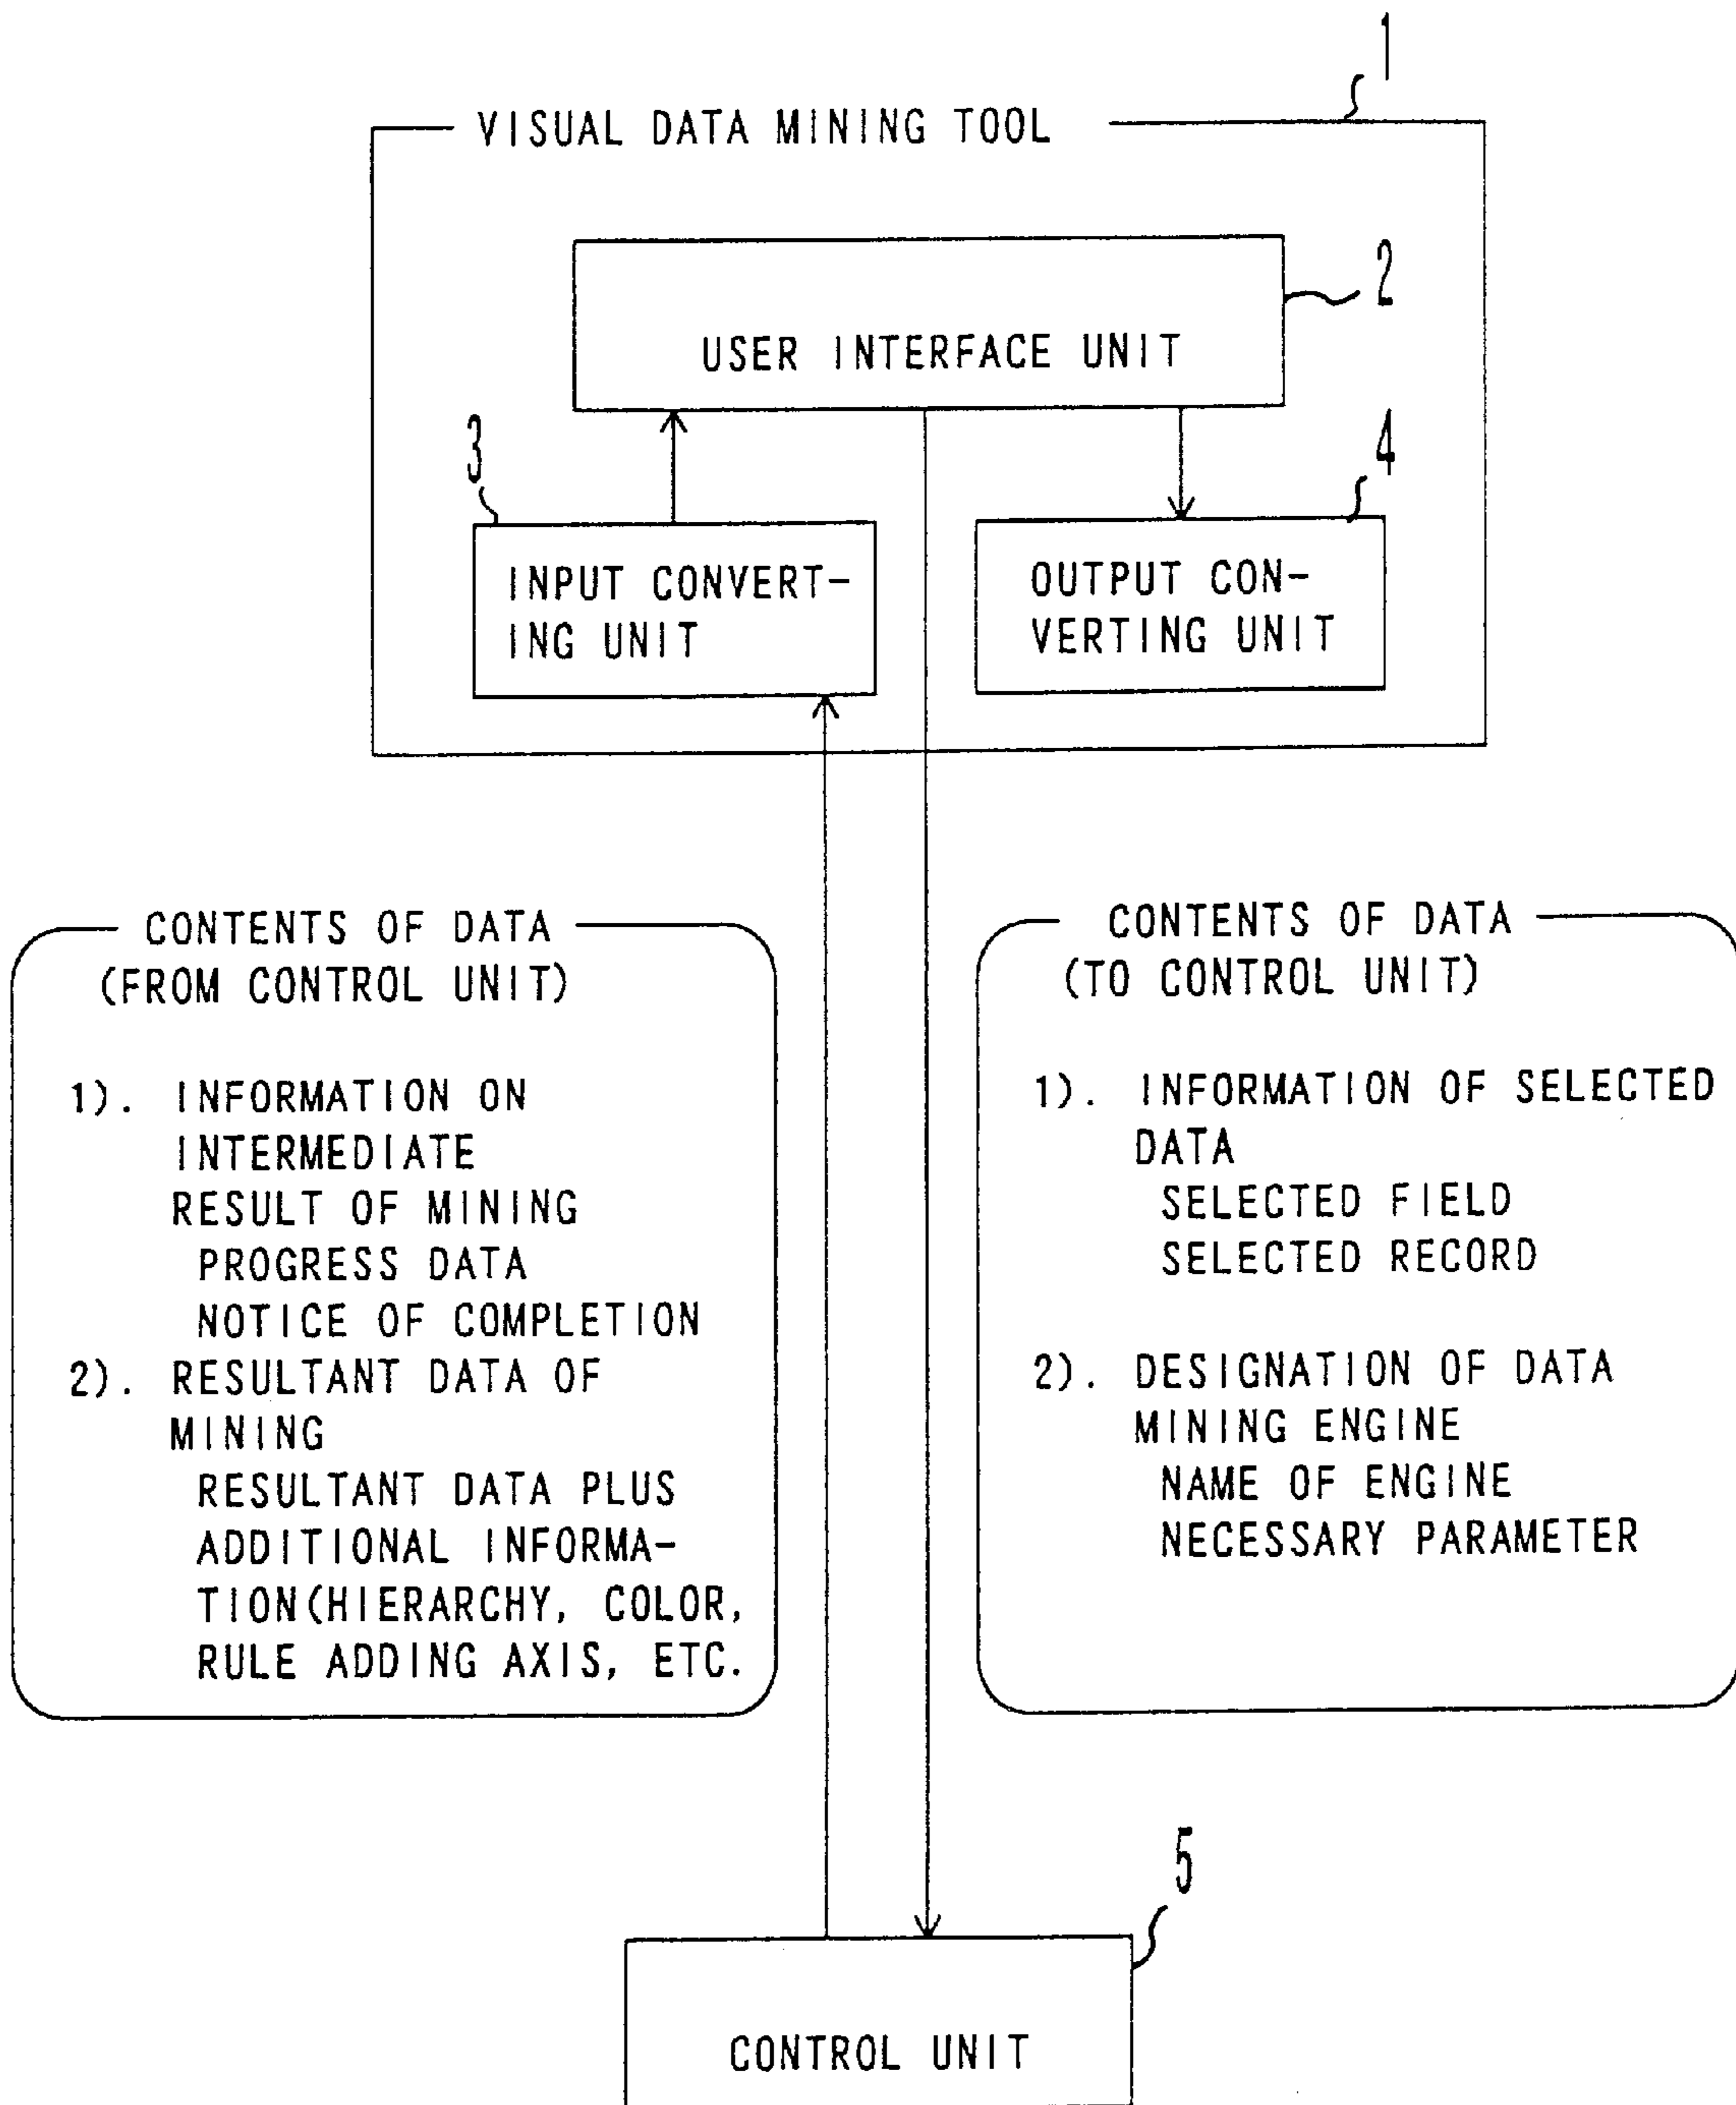 1
VISUAL DATA MINING TOOL
2
USER INTERFACE UNIT
3
4
INPUT CONVERT-
ING UNIT
OUTPUT CON-
VERTING UNIT
CONTENTS OF DATA
(FROM CONTROL UNIT)
1). INFORMATION ON
INTERMEDIATE
RESULT OF MINING
PROGRESS DATA
NOTICE OF COMPLETION
2). RESULTANT DATA OF
MINING
RESULTANT DATA PLUS
ADDITIONAL INFORMA-
TION(HIERARCHY, COLOR,
RULE ADDING AXIS, ETC.
CONTENTS OF DATA
(TO CONTROL UNIT)
1). INFORMATION OF SELECTED
DATA
SELECTED FIELD
SELECTED RECORD
2). DESIGNATION OF DATA
MINING ENGINE
NAME OF ENGINE
NECESSARY PARAMETER
5
CONTROL UNIT